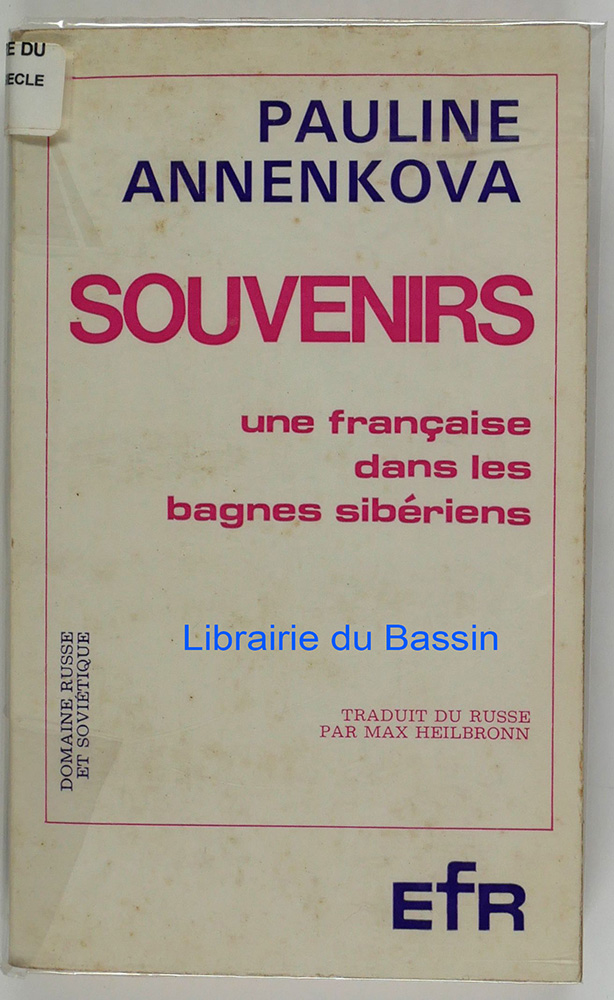 E DU
ECLE
PAULINE
ANNENKOVA
SOUVENIRS
une française
dans les
bagnes sibériens
Librairie du Bassin
DOMAINE RUSSE
ET SOVIÉTIQUE
TRADUIT DU RUSSE
PAR MAX HEILBRONN
EfR